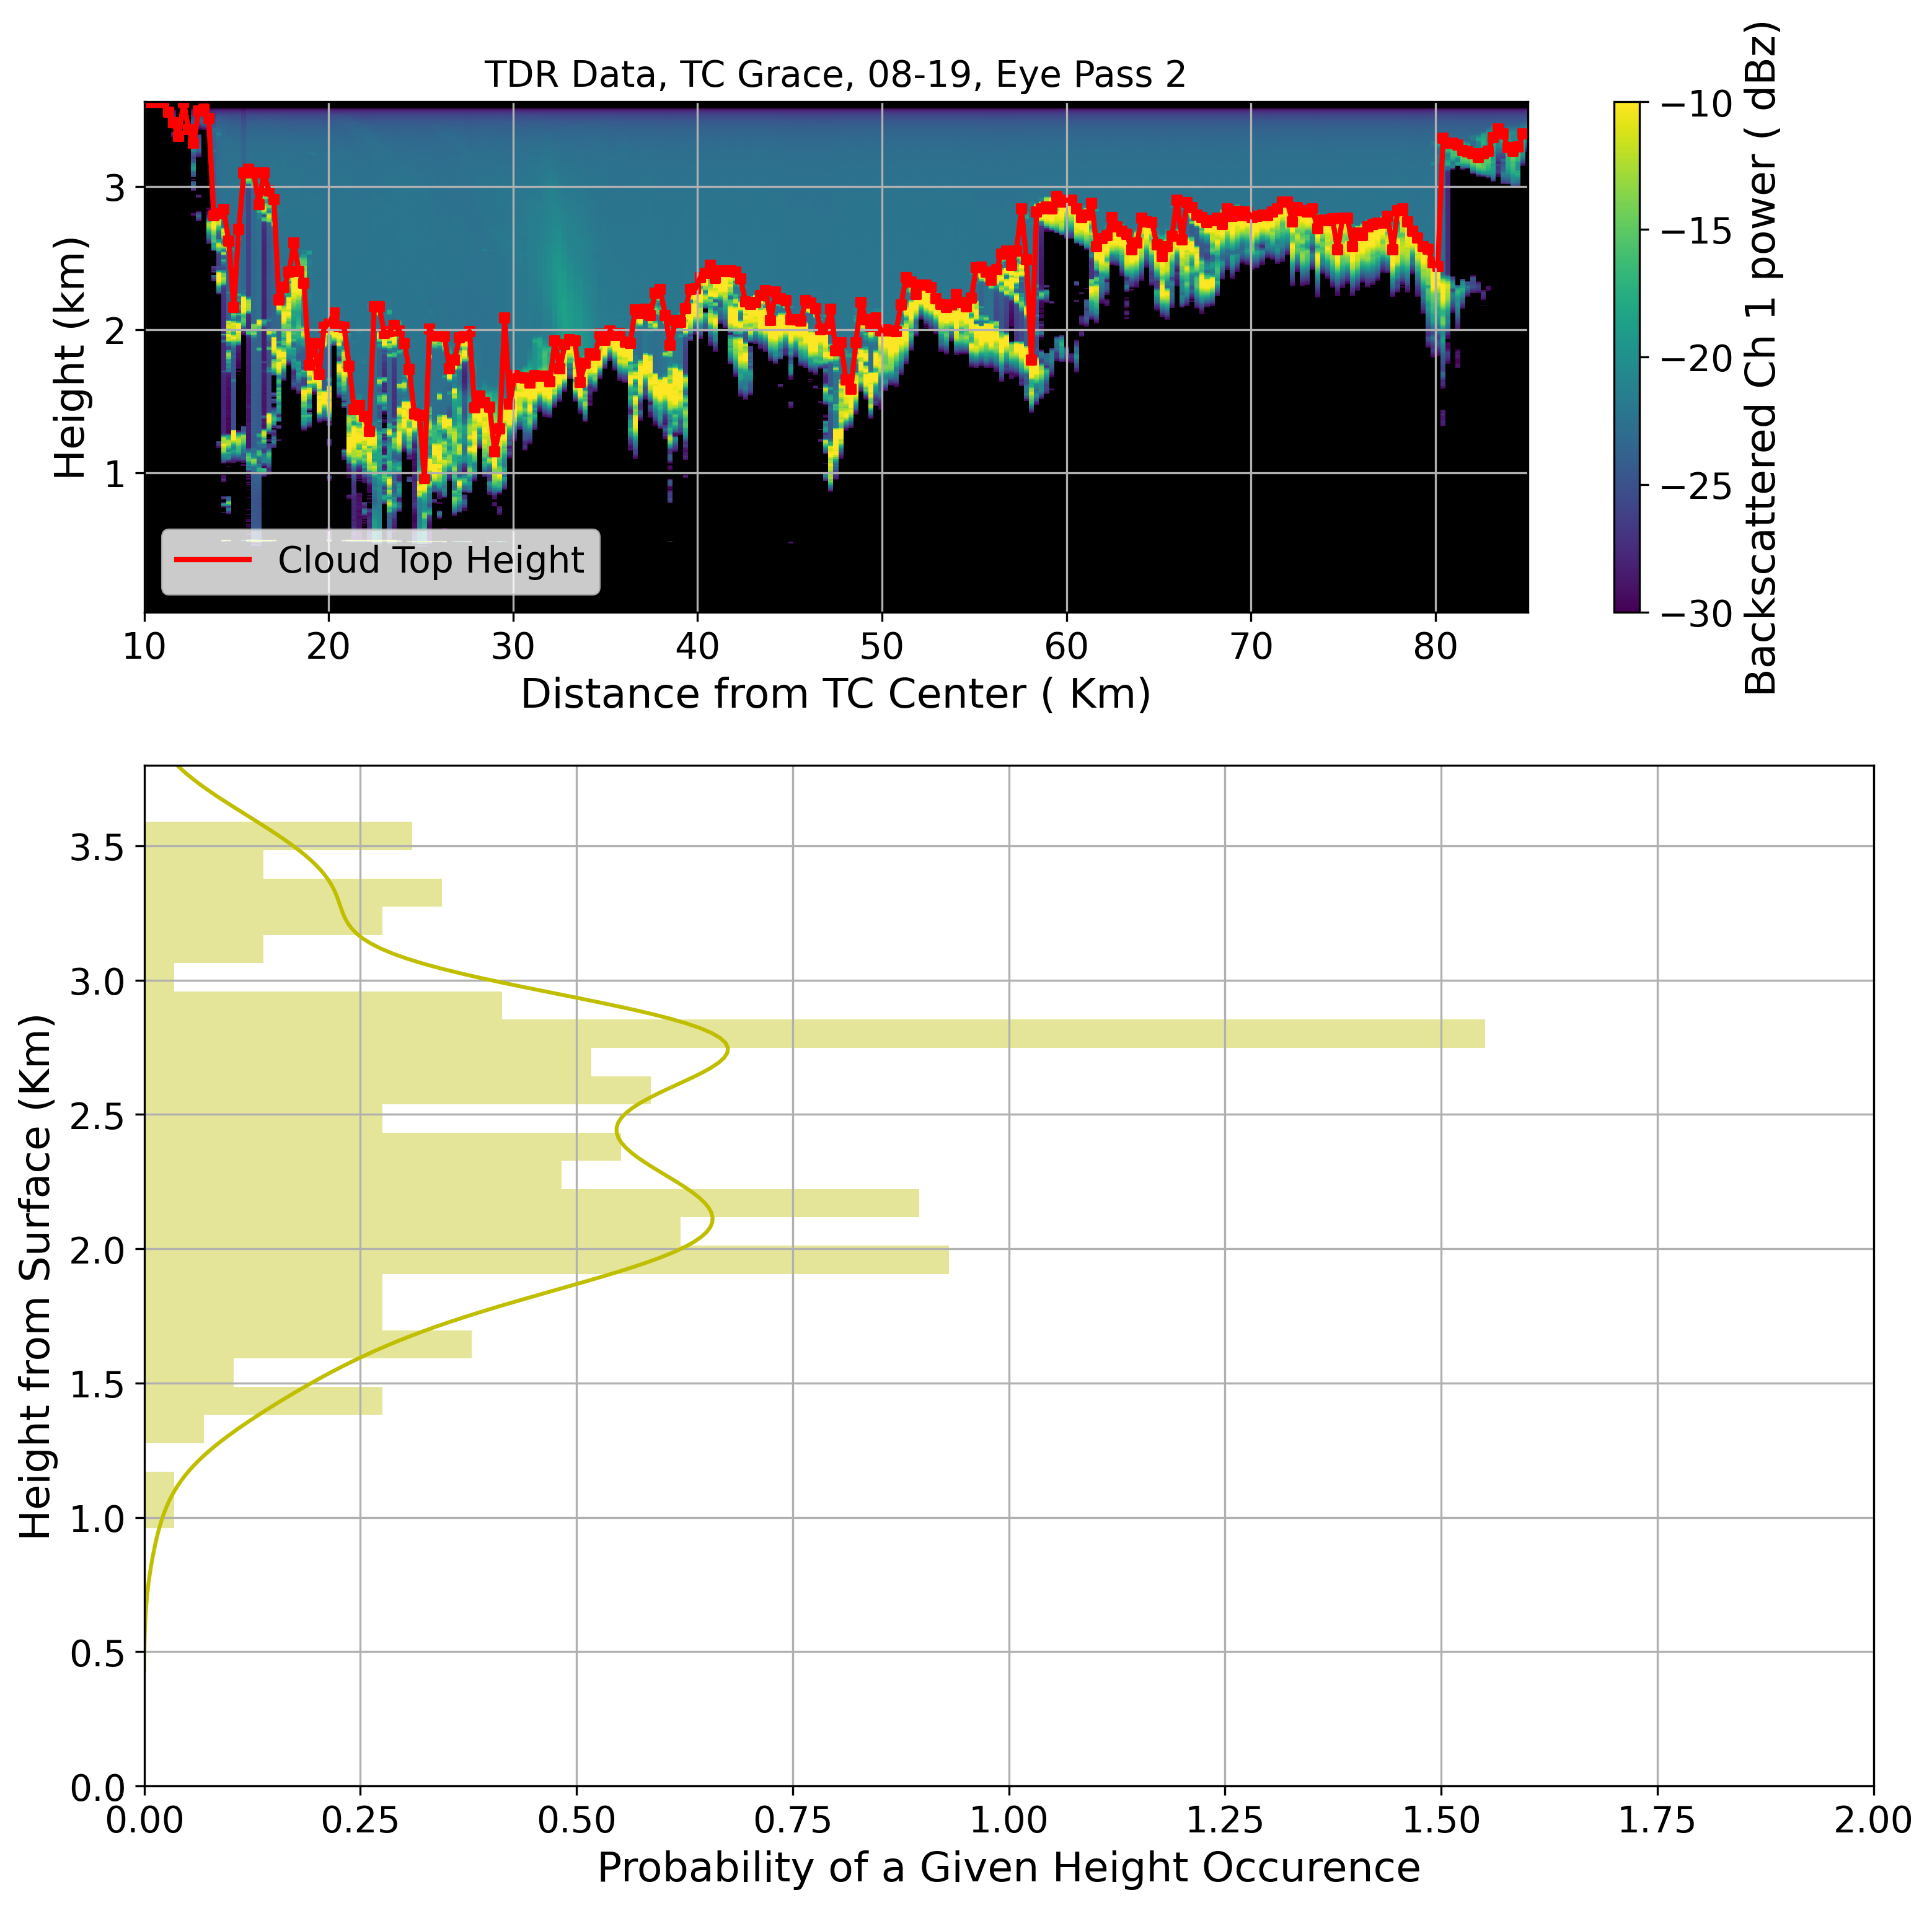 TDR Data, TC Grace, 08-19, Eye Pass 2
Height (km)
3
2
1
Cloud Top Height
10 20 30 40 50 60 70 80
Distance from TC Center ( Km)
−10
−15
−20
−25
−30
Backscattered Ch 1 power ( dBz)
Height from Surface (Km)
3.5
3.0
2.5
2.0
1.5
1.0
0.5
0.0
0.00 0.25 0.50 0.75 1.00 1.25 1.50 1.75 2.00
Probability of a Given Height Occurence